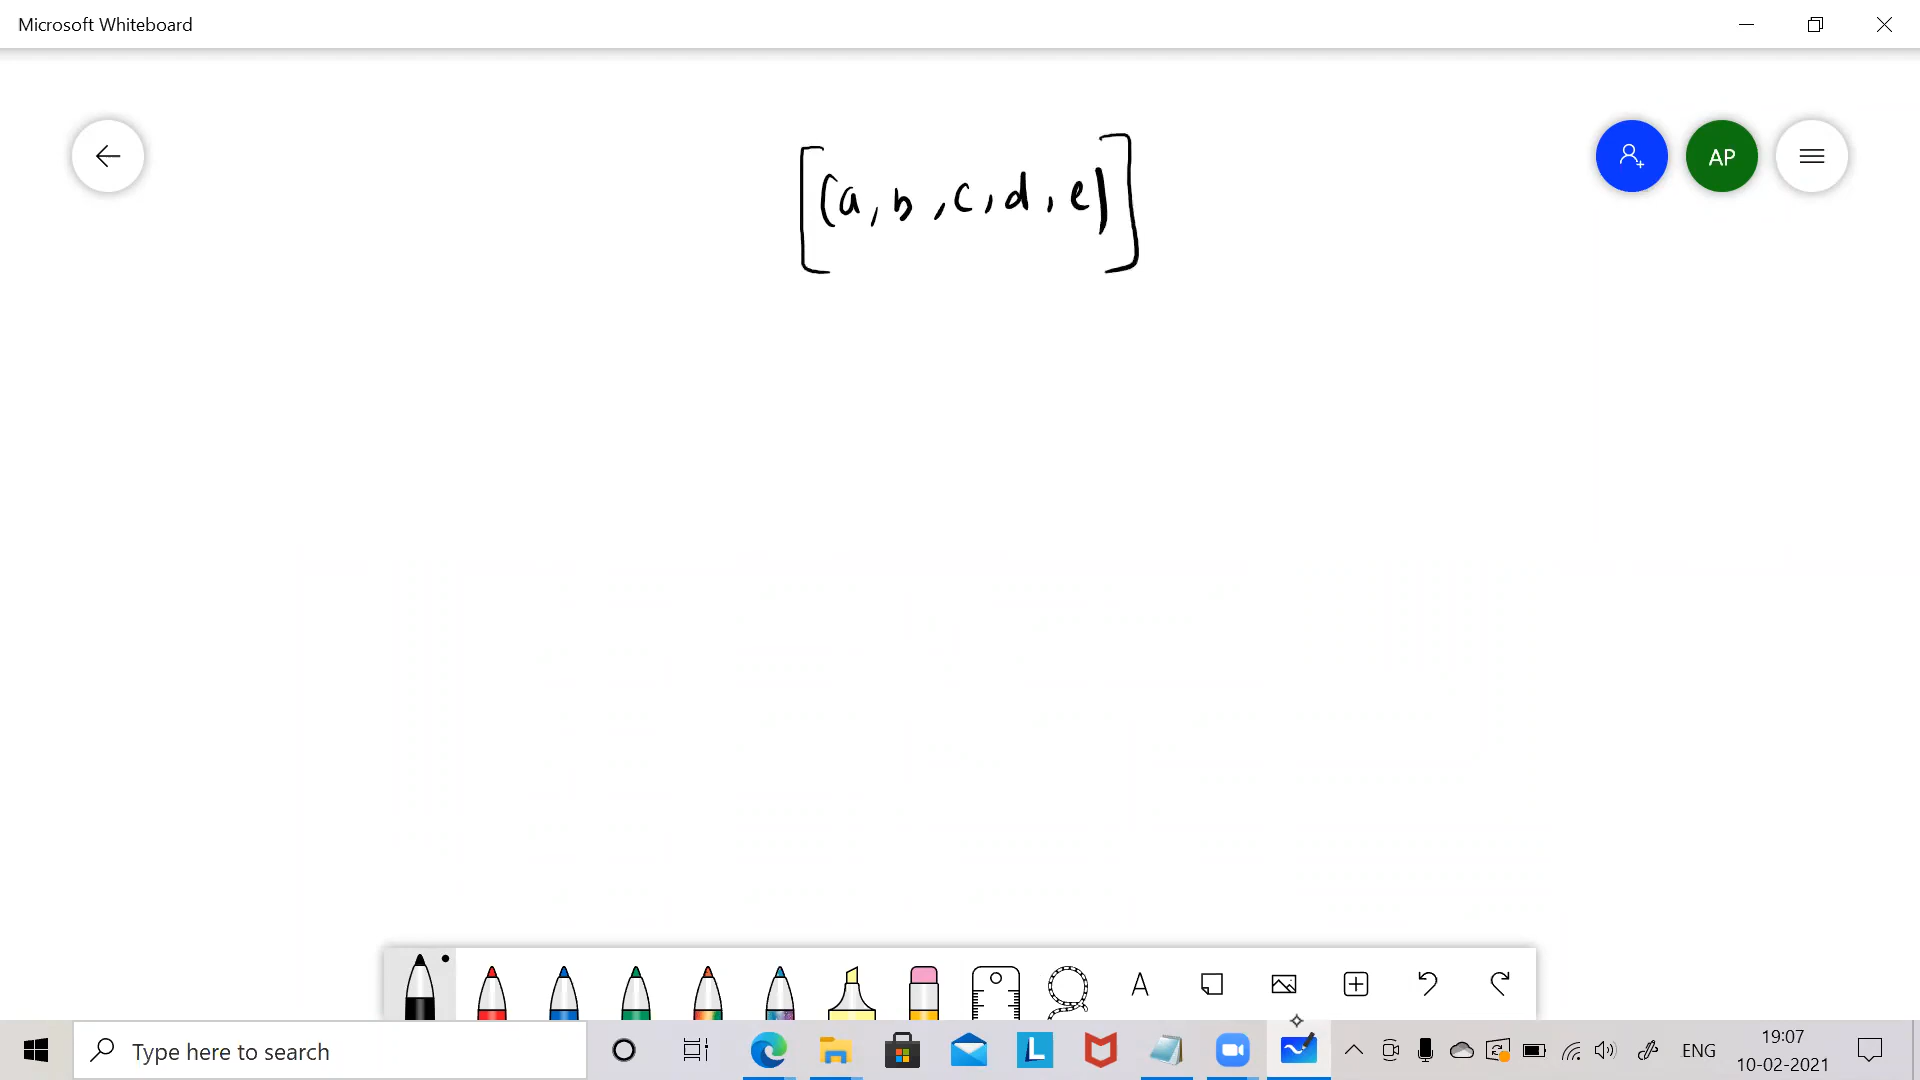 Microsoft Whiteboard
[(a, b, c, d, e)]
AP
A
Type here to search
L
ENG
19:07
10-02-2021